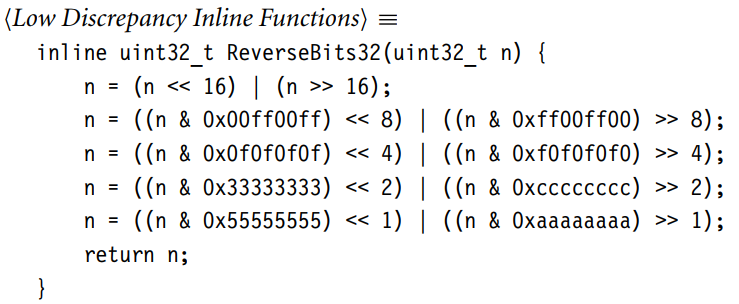 ⟨Low Discrepancy Inline Functions⟩ ≡
inline uint32_t ReverseBits32(uint32_t n) {
    n = (n << 16) | (n >> 16);
    n = ((n & 0x00ff00ff) << 8) | ((n & 0xff00ff00) >> 8);
    n = ((n & 0x0f0f0f0f) << 4) | ((n & 0xf0f0f0f0) >> 4);
    n = ((n & 0x33333333) << 2) | ((n & 0xcccccccc) >> 2);
    n = ((n & 0x55555555) << 1) | ((n & 0xaaaaaaaa) >> 1);
    return n;
}